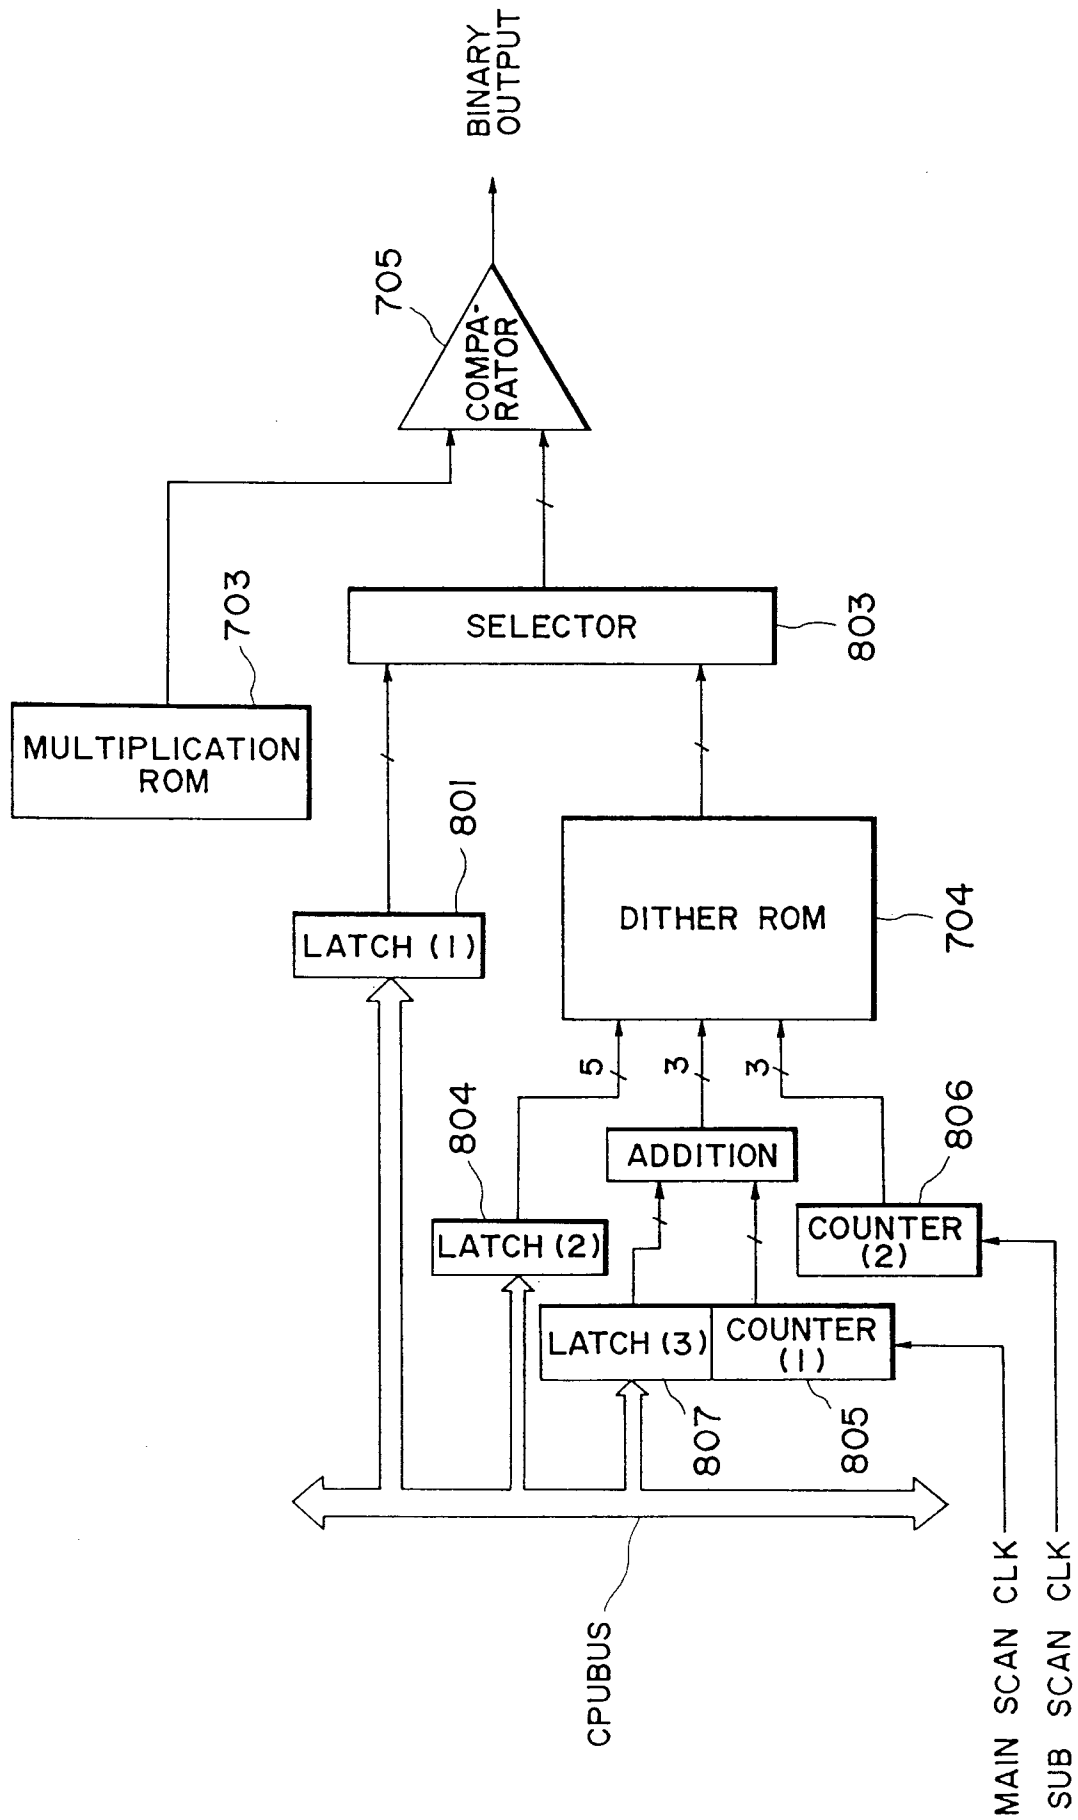 BINARY
OUTPUT
705
COMPA-
RATOR
703
MULTIPLICATION
ROM
SELECTOR
803
801
LATCH (1)
DITHER ROM
704
5
3
3
804
LATCH (2)
ADDITION
806
COUNTER
(2)
LATCH (3)
COUNTER
(1)
807
805
CPUBUS
MAIN SCAN CLK
SUB SCAN CLK